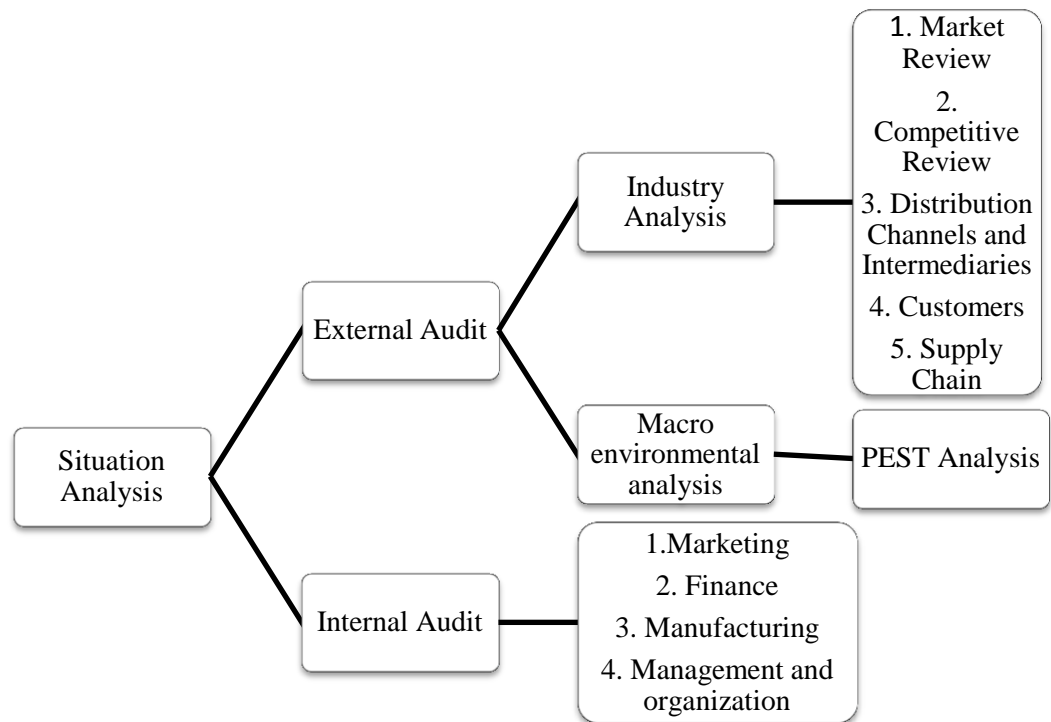 Situation
Analysis
External Audit
Industry
Analysis
1. Market
Review
2.
Competitive
Review
3. Distribution
Channels and
Intermediaries
4. Customers
5. Supply
Chain
Macro
environmental
analysis
PEST Analysis
Internal Audit
1.Marketing
2. Finance
3. Manufacturing
4. Management and
organization